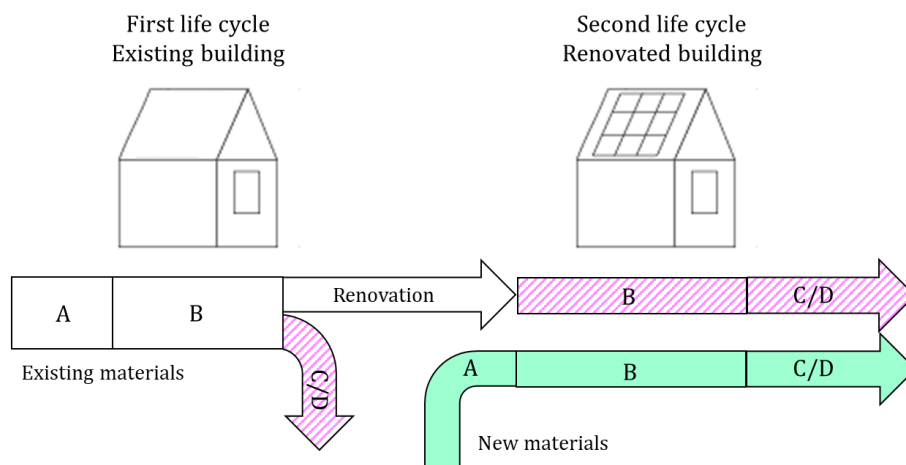 First life cycle
Existing building
Second life cycle
Renovated building
A
B
Renovation
B
C/D
Existing materials
C/D
A
B
C/D
New materials